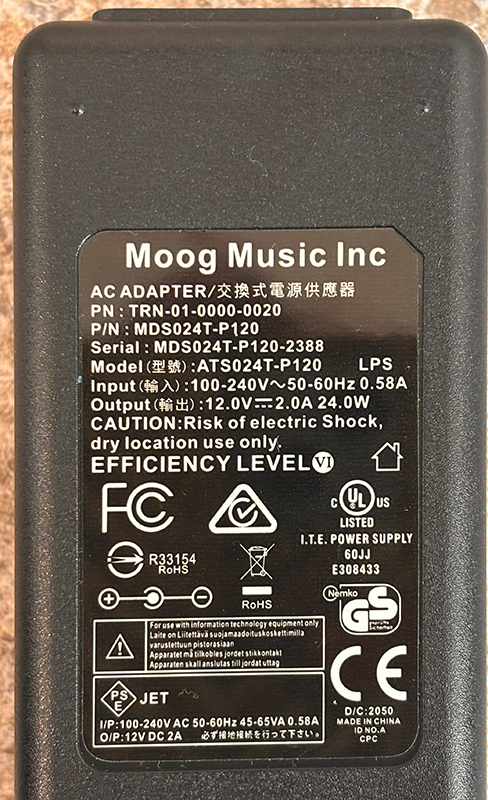 Moog Music Inc
AC ADAPTER/交換式電源供應器
PN : TRN-01-0000-0020
P/N : MDS024T-P120
Serial : MDS024T-P120-2388
Model(型號):ATS024T-P120 LPS
Input(輸入):100-240V～50-60Hz 0.58A
Output(輸出):12.0V⎓2.0A 24.0W
CAUTION:Risk of electric Shock,
dry location use only.
EFFICIENCY LEVEL VI
FC
C UL US
LISTED
I.T.E. POWER SUPPLY
60JJ
E308433
R33154
RoHS
RoHS
Nemko
GS
geprüfte
Sicherheit
For use with information technology equipment only
Laite on Liitettävä suojamaadoituskoskettimilla
varustettuun pistorasiaan
Apparatet må tilkobles jordet stikkontakt
Apparaten skall anslutas till jordat uttag
CE
PS
E
JET
I/P:100-240V AC 50-60Hz 45-65VA 0.58A
O/P:12V DC 2A 必ず接地接続を行って下さい。
D/C:2050
MADE IN CHINA
ID NO.A
CPC